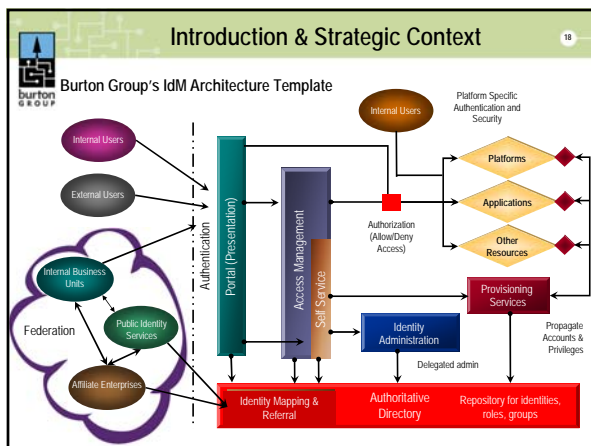 Introduction & Strategic Context
18
burton
GROUP
Burton Group's IdM Architecture Template
Internal Users
Platform Specific
Authentication and
Security
Internal Users
External Users
Authentication
Portal (Presentation)
Access Management
Self Service
Authorization
(Allow/Deny
Access)
Platforms
Applications
Other
Resources
Internal Business
Units
Federation
Public Identity
Services
Affiliate Enterprises
Provisioning
Services
Identity
Administration
Propagate
Accounts &
Privileges
Delegated admin
Identity Mapping &
Referral
Authoritative
Directory
Repository for identities,
roles, groups